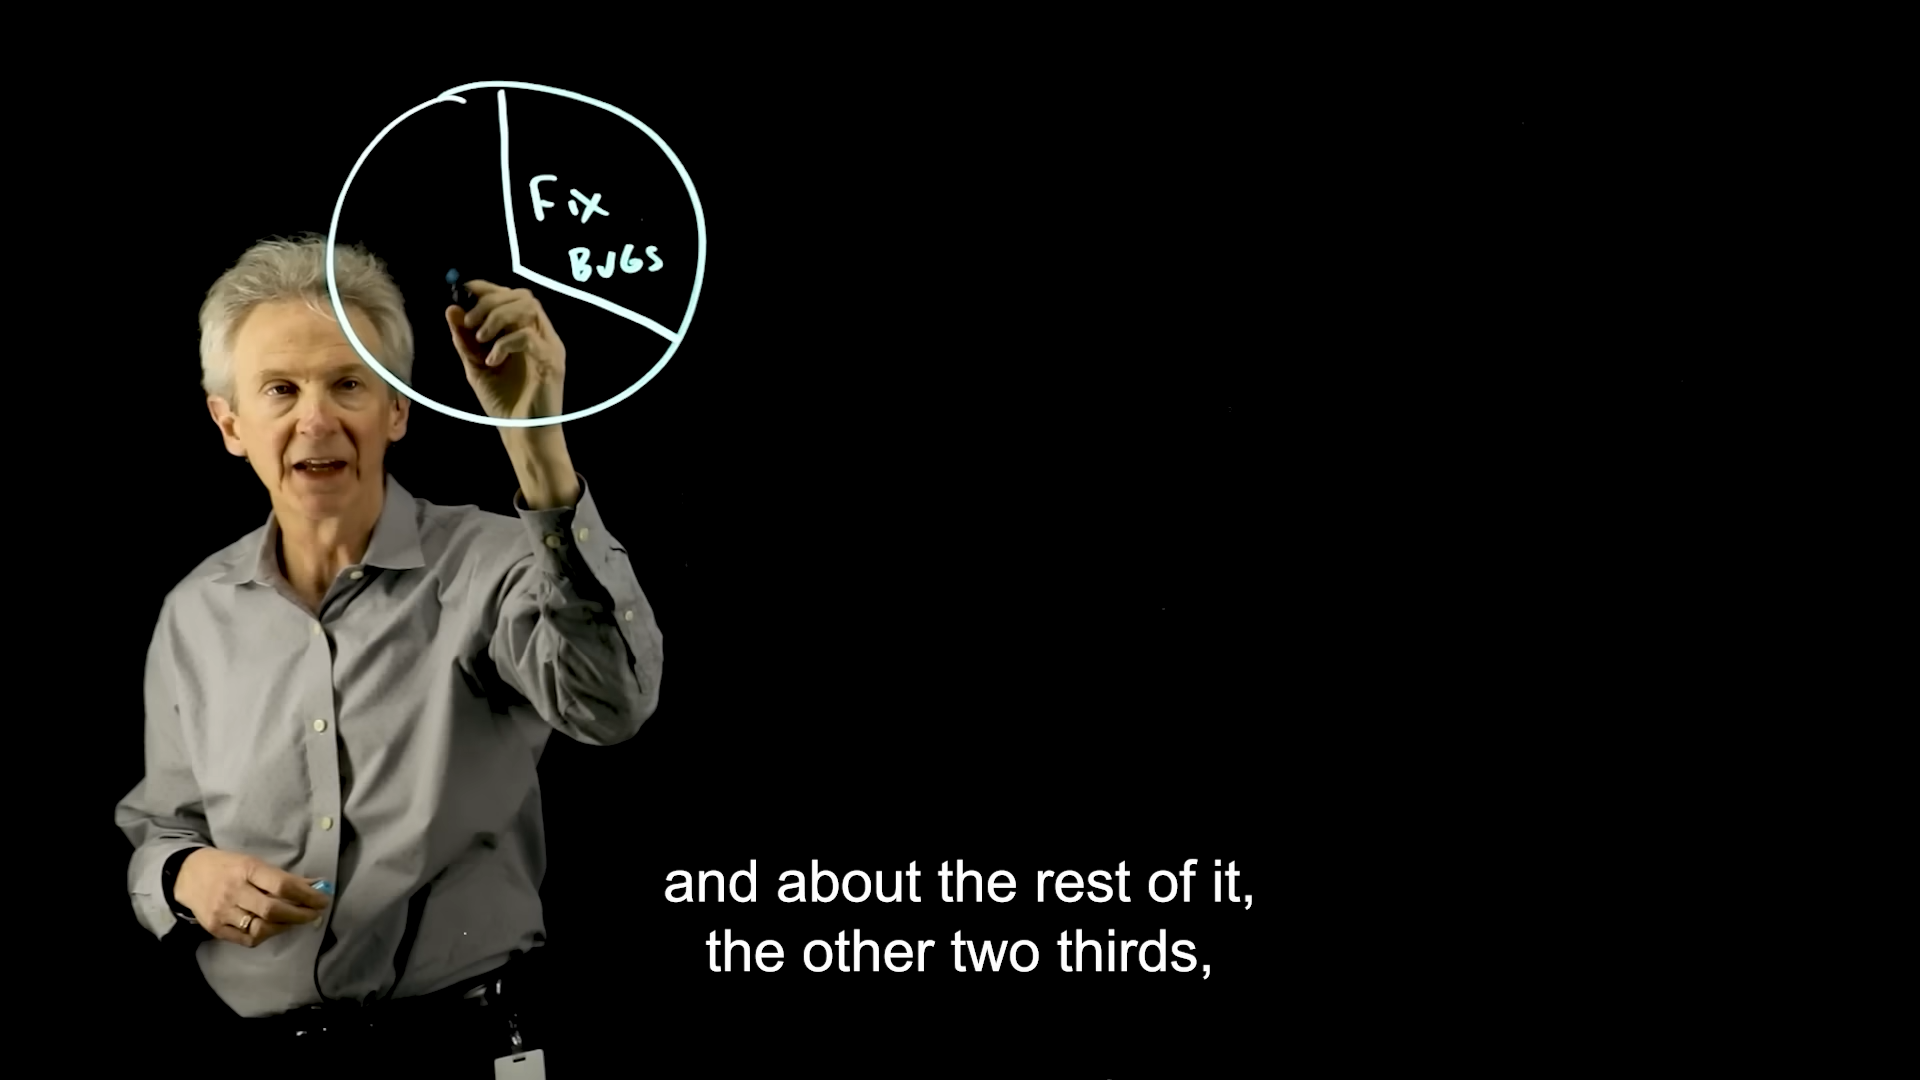 Fix
BUGS
and about the rest of it,
the other two thirds,